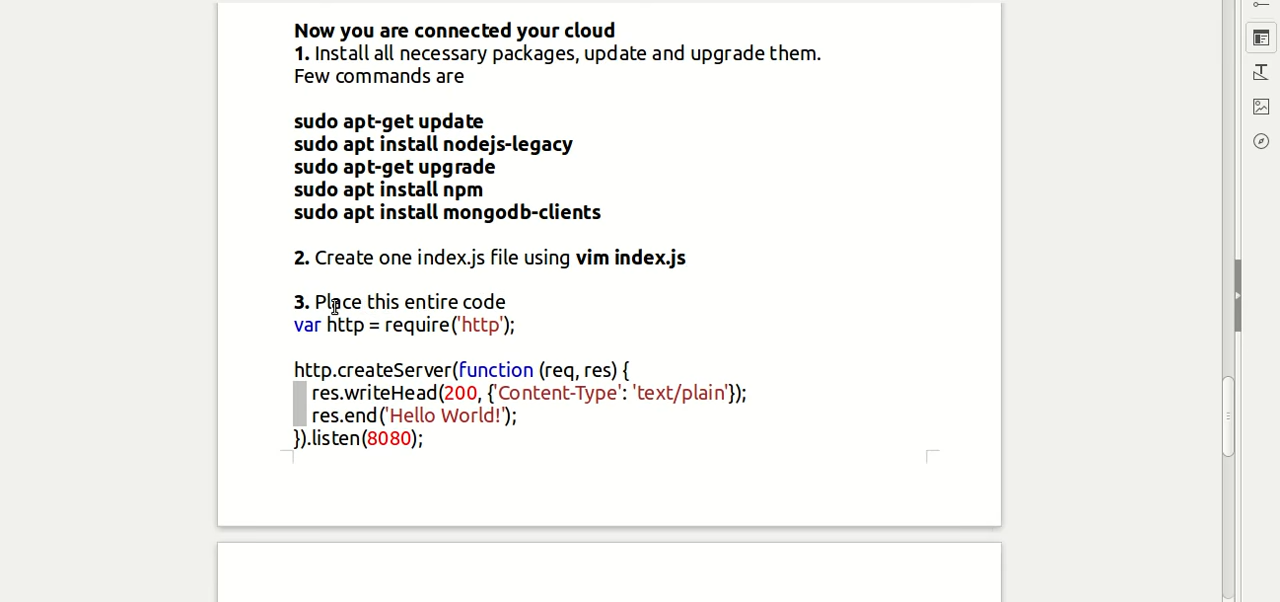 Now you are connected your cloud
1. Install all necessary packages, update and upgrade them.
Few commands are
sudo apt-get update
sudo apt install nodejs-legacy
sudo apt-get upgrade
sudo apt install npm
sudo apt install mongodb-clients
2. Create one index.js file using vim index.js
3. Place this entire code
var http = require('http');
http.createServer(function (req, res) {
res.writeHead(200, {'Content-Type': 'text/plain'});
res.end('Hello World!');
}).listen(8080);